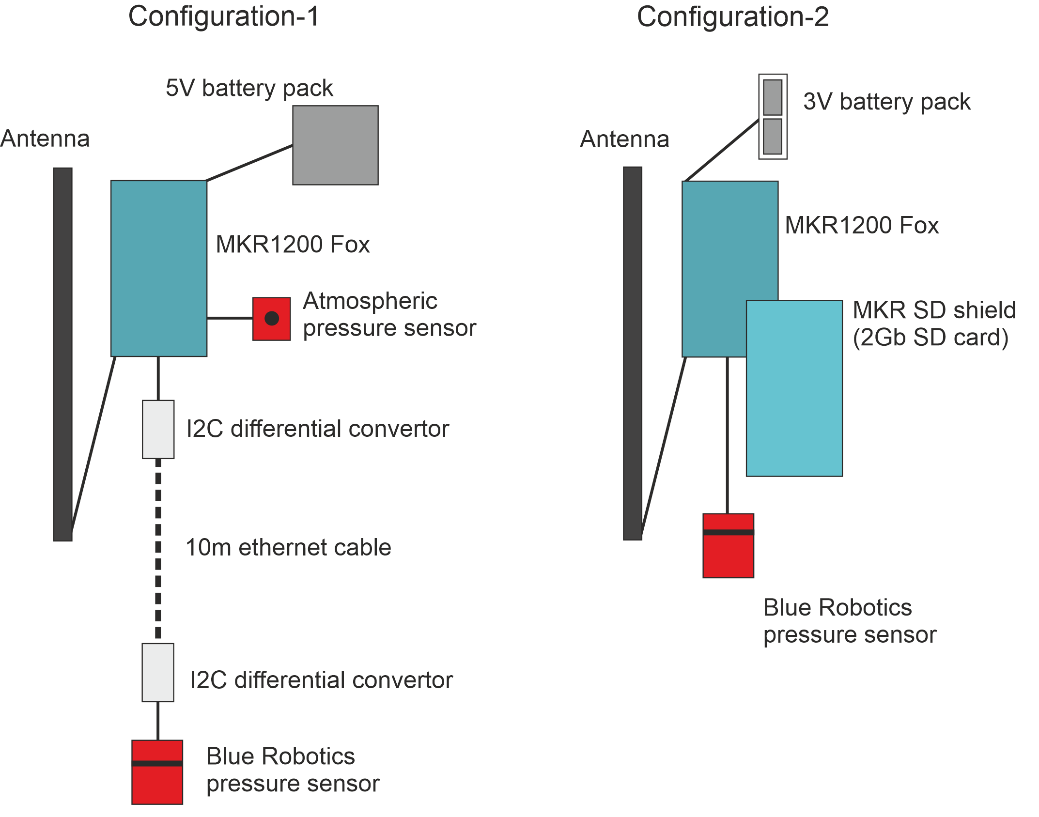 Configuration-1
5V battery pack
Antenna
MKR1200 Fox
Atmospheric
pressure sensor
I2C differential convertor
10m ethernet cable
I2C differential convertor
Blue Robotics
pressure sensor
Configuration-2
3V battery pack
Antenna
MKR1200 Fox
MKR SD shield
(2Gb SD card)
Blue Robotics
pressure sensor